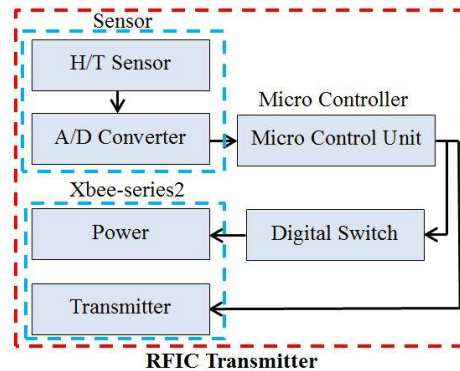 Sensor
H/T Sensor
Micro Controller
A/D Converter
Micro Control Unit
Xbee-series2
Power
Digital Switch
Transmitter
RFIC Transmitter